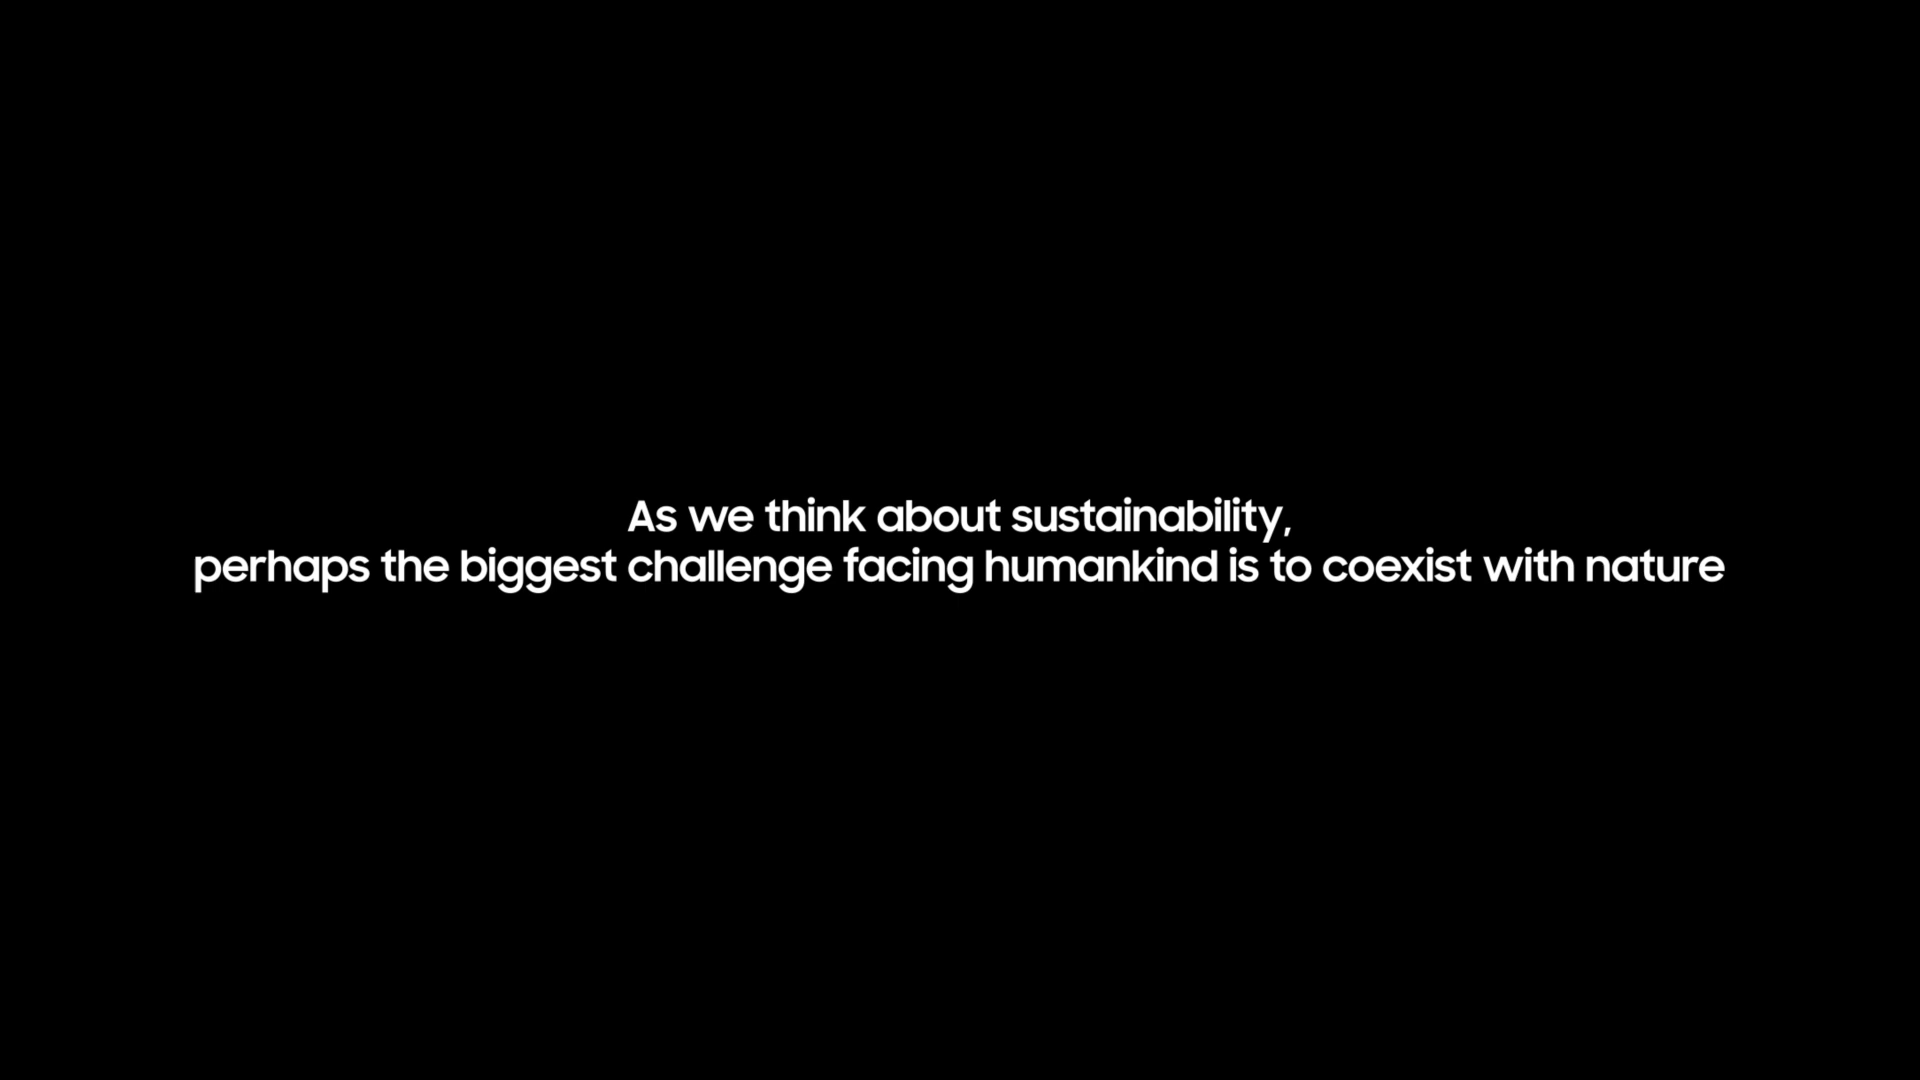 As we think about sustainability,
perhaps the biggest challenge facing humankind is to coexist with nature